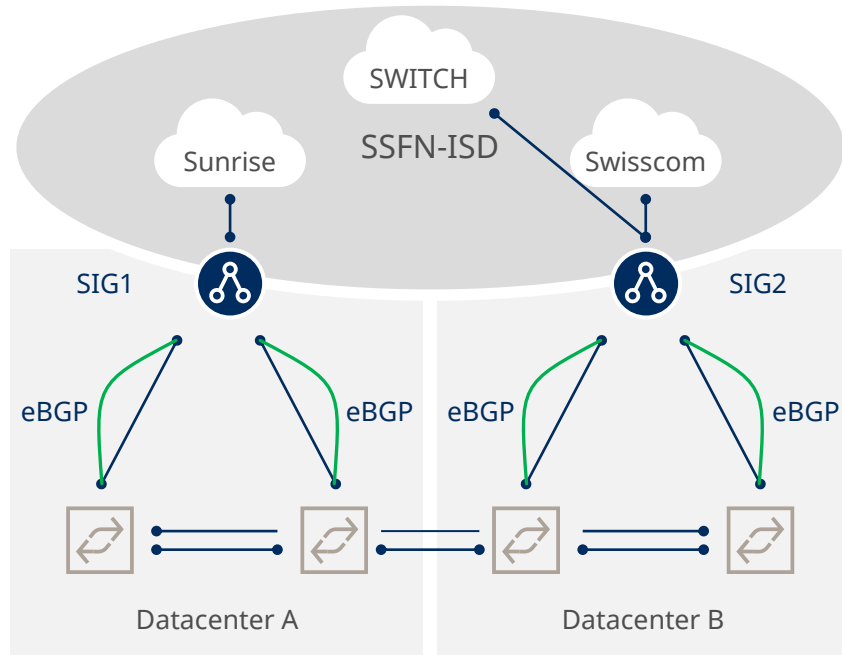 SWITCH
SSFN-ISD
Sunrise
Swisscom
SIG1
SIG2
eBGP
eBGP
eBGP
eBGP
Datacenter A
Datacenter B